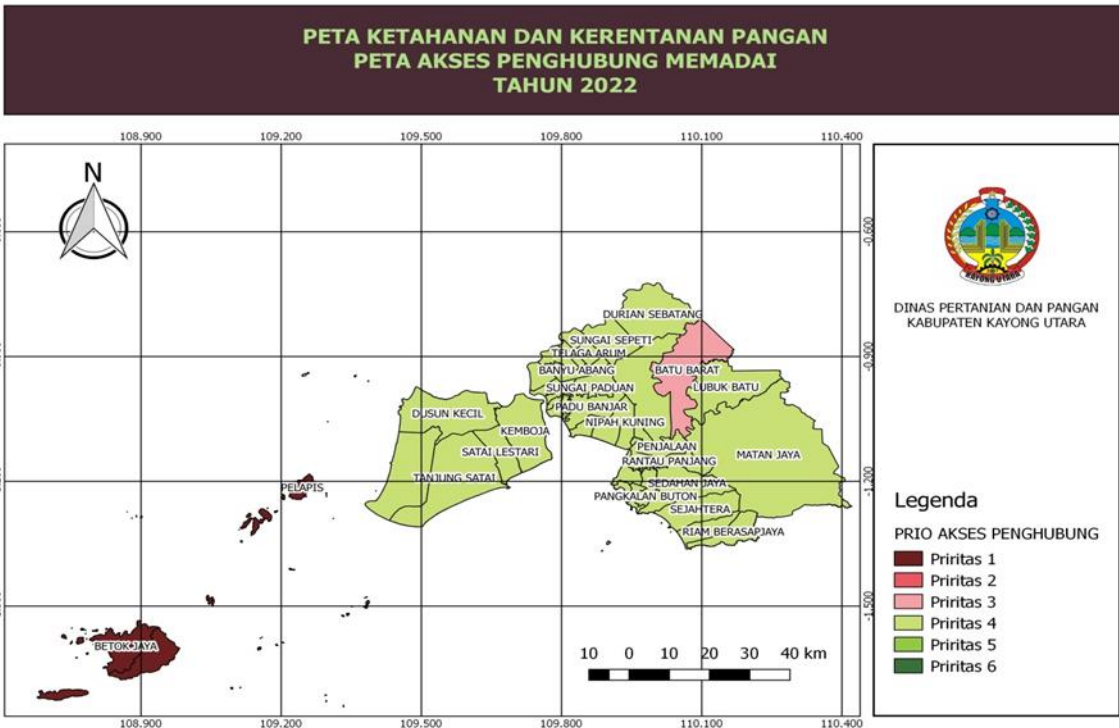 PETA KETAHANAN DAN KERENTANAN PANGAN
PETA AKSES PENGHUBUNG MEMADAI
TAHUN 2022
108.900 109.200 109.500 109.800 110.100 110.400
N
-0.600
DURIAN SEBATANG
SUNGAI SEPETI
TELAGA ARUM
-0.900
BANYU ABANG
BATU BARAT
SUNGAI PADUAN
LUBUK BATU
PADU BANJAR
DUSUN KECIL
NIPAH KUNING
KEMBOJA
PENJALAAN
SATAI LESTARI
MATAN JAYA
RANTAU PANJANG
TANJUNG SATAI
SEDAHAN JAYA
-1.200
PELAPIS
PANGKALAN BUTON
SEJAHTERA
RIAM BERASAPJAYA
-1.500
BETOK JAYA
10 0 10 20 30 40 km
108.900 109.200 109.500 109.800 110.100 110.400
KAYONG UTARA
DINAS PERTANIAN DAN PANGAN
KABUPATEN KAYONG UTARA
Legenda
PRIO AKSES PENGHUBUNG
Priritas 1
Priritas 2
Priritas 3
Priritas 4
Priritas 5
Priritas 6